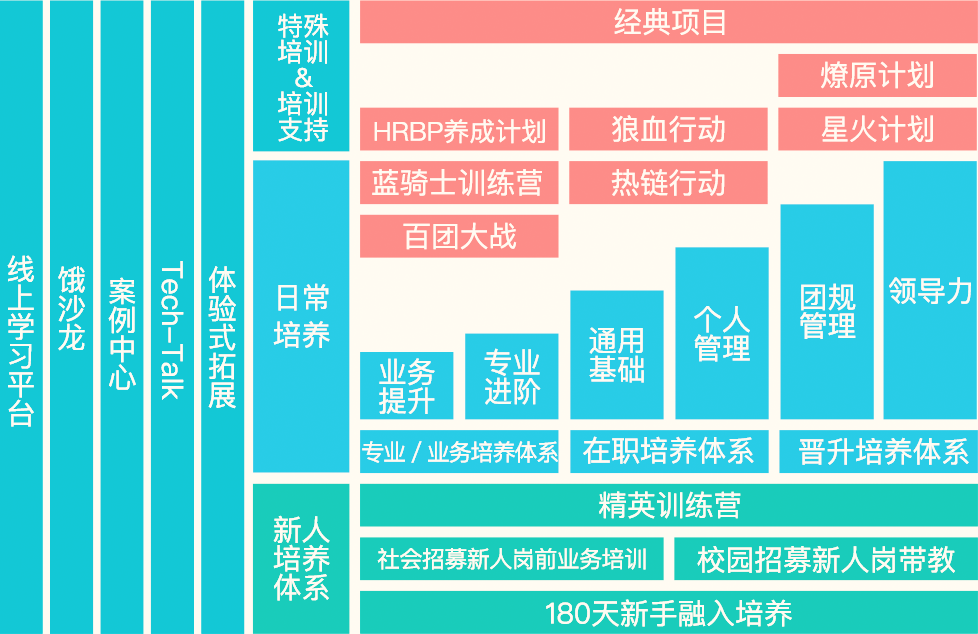 线上学习平台
饿沙龙
案例中心
Tech-Talk
体验式拓展
特殊
培训
&
培训
支持
经典项目
燎原计划
HRBP养成计划
狼血行动
星火计划
蓝骑士训练营
热链行动
百团大战
日常
培养
业务
提升
专业
进阶
通用
基础
个人
管理
团规
管理
领导力
专业 / 业务培养体系
在职培养体系
晋升培养体系
新人
培养
体系
精英训练营
社会招募新人岗前业务培训
校园招募新人岗带教
180天新手融入培养